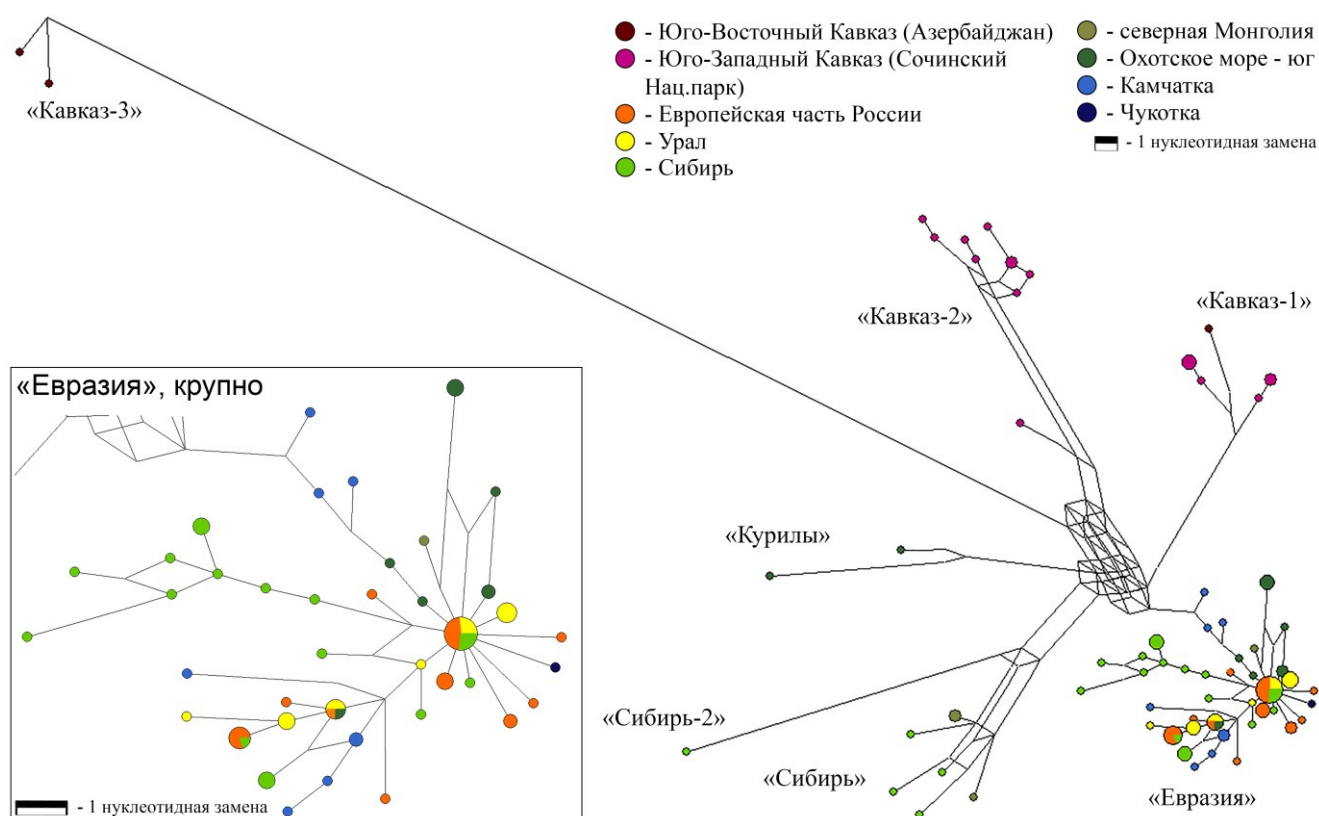 - Юго-Восточный Кавказ (Азербайджан)
- Юго-Западный Кавказ (Сочинский
Нац.парк)
- Европейская часть России
- Урал
- Сибирь
- северная Монголия
- Охотское море - юг
- Камчатка
- Чукотка
- 1 нуклеотидная замена
«Кавказ-3»
«Кавказ-2»
«Кавказ-1»
«Евразия», крупно
«Курилы»
«Сибирь-2»
«Сибирь»
«Евразия»
- 1 нуклеотидная замена